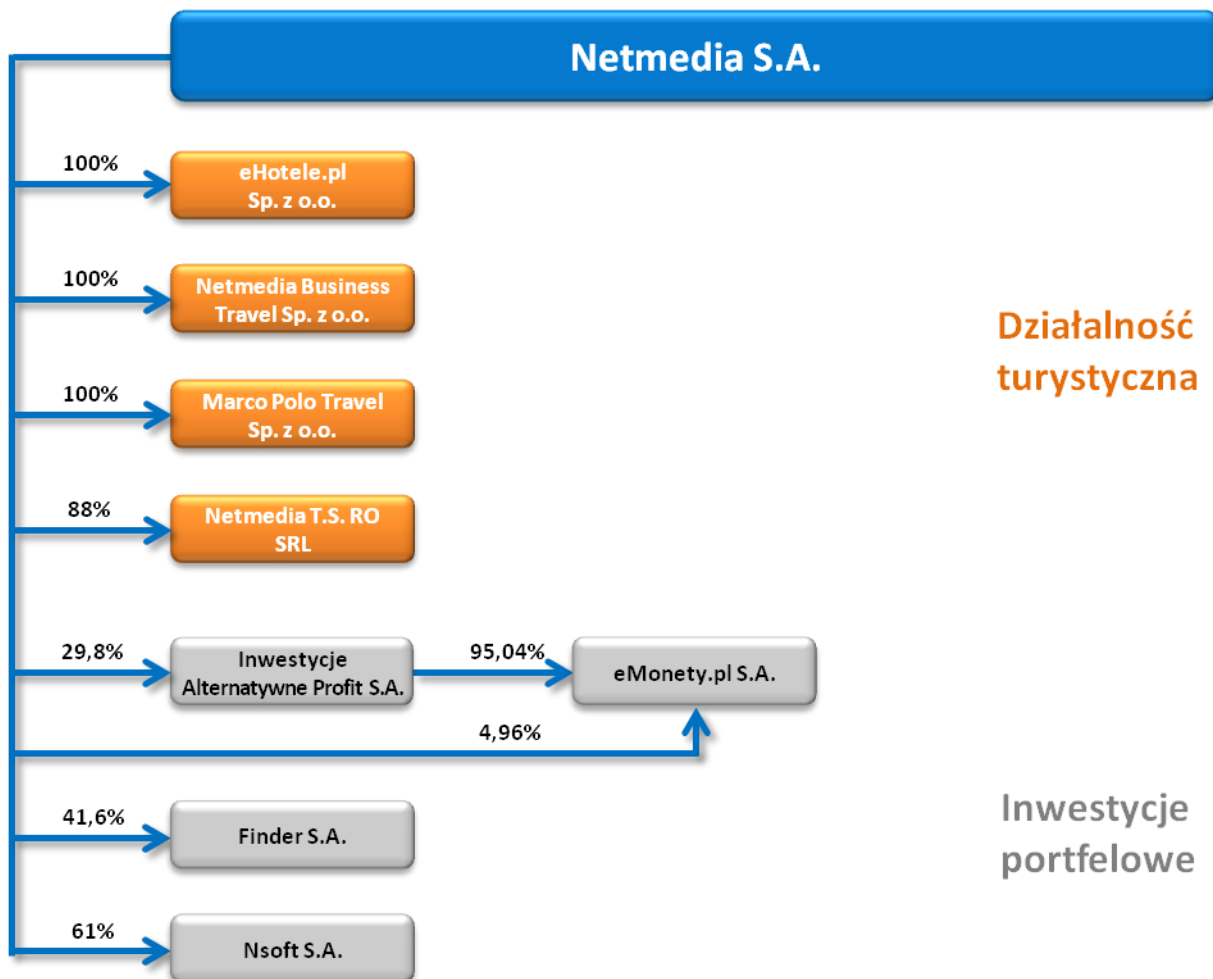 Netmedia S.A.
100%
eHotele.pl
Sp. z o.o.
100%
Netmedia Business
Travel Sp. z o.o.
Działalność
turystyczna
100%
Marco Polo Travel
Sp. z o.o.
88%
Netmedia T.S. RO
SRL
29,8%
Inwestycje
Alternatywne Profit S.A.
95,04%
eMonety.pl S.A.
4,96%
41,6%
Finder S.A.
Inwestycje
portfelowe
61%
Nsoft S.A.